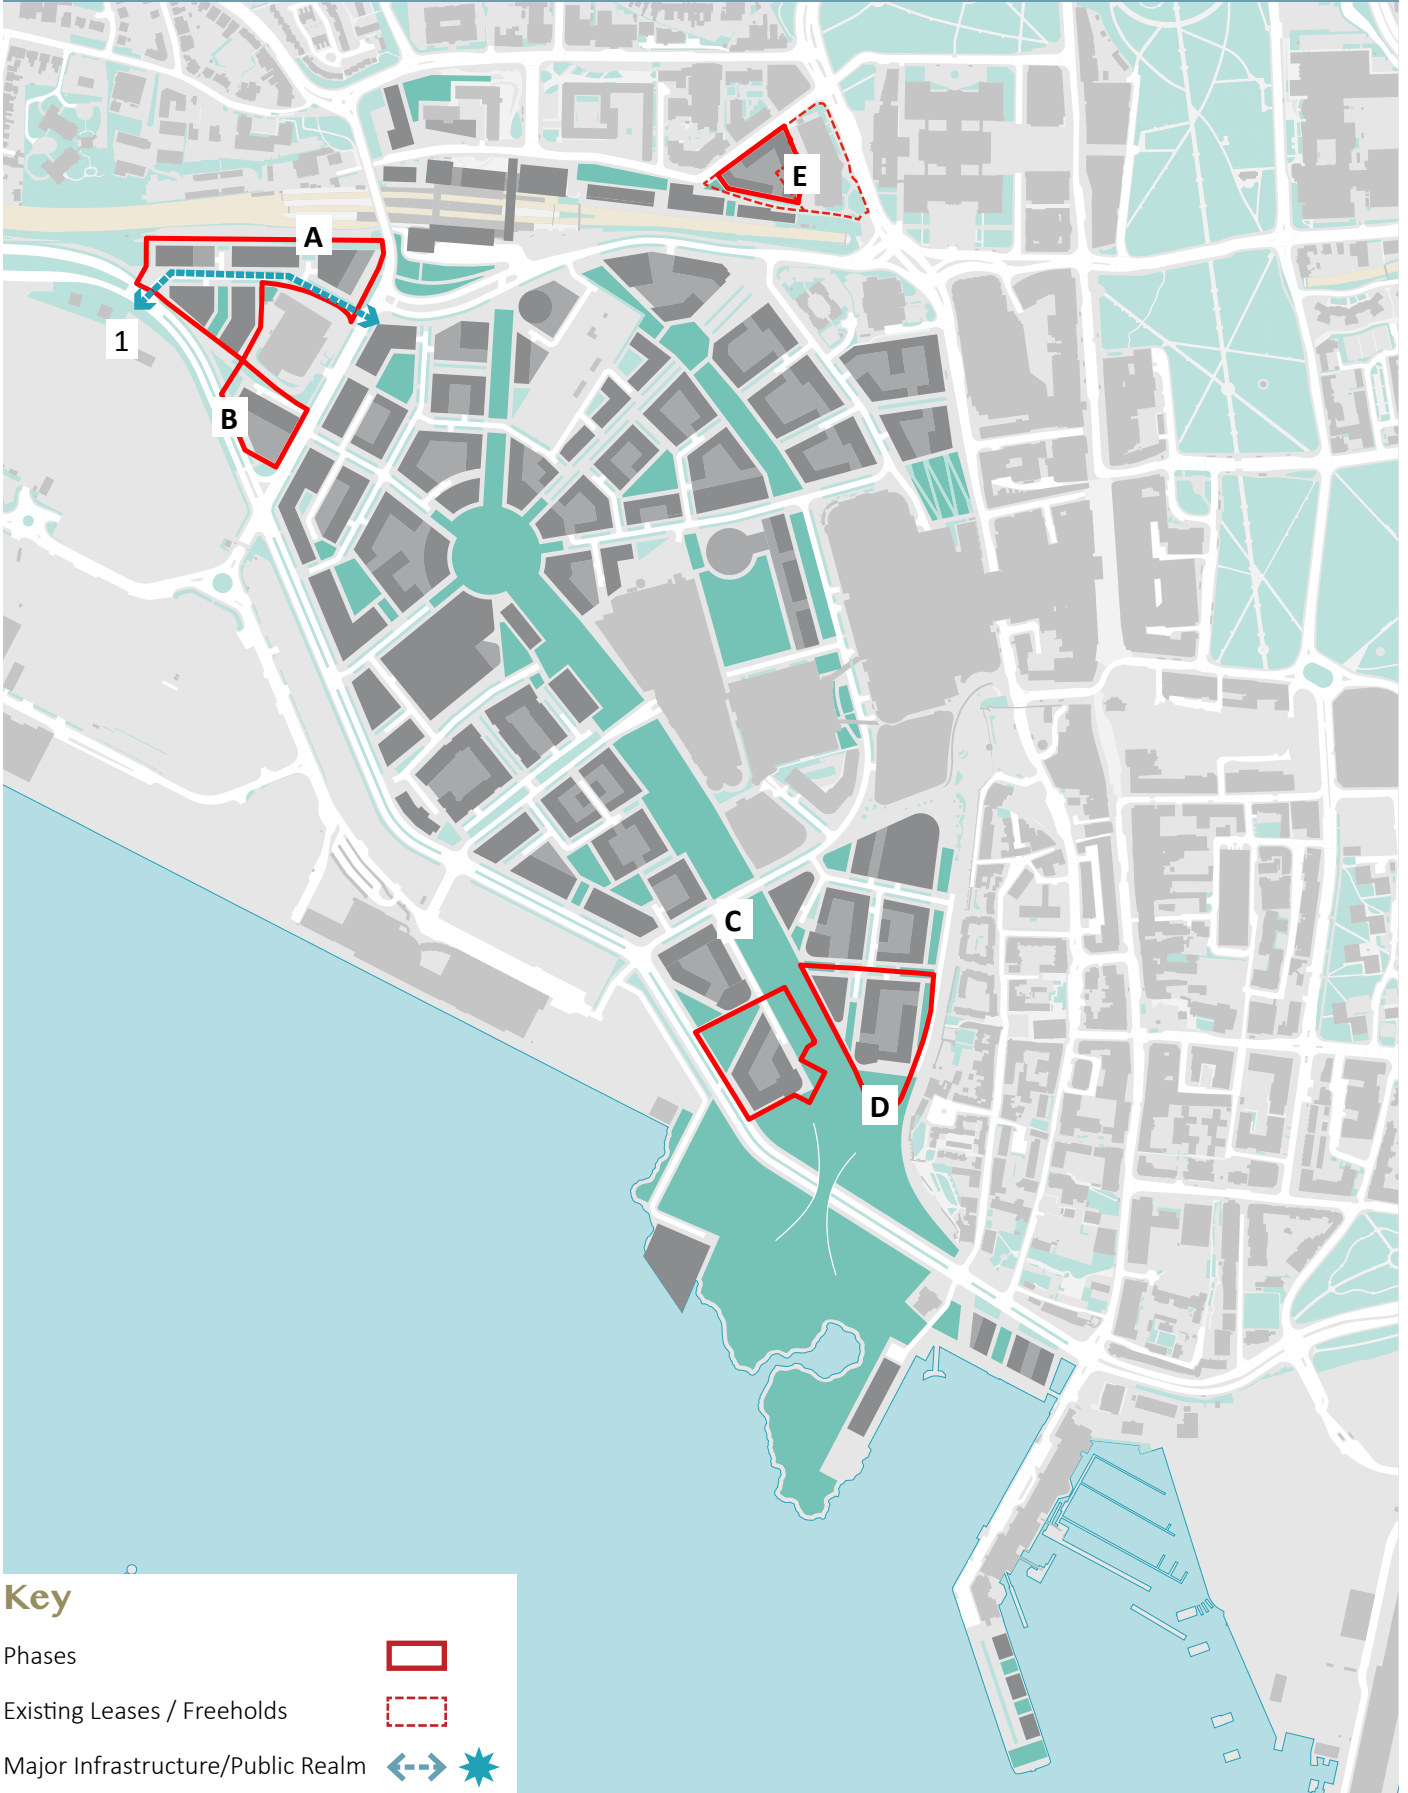 E
A
1
B
C
D
Key
Phases
Existing Leases / Freeholds
Major Infrastructure/Public Realm